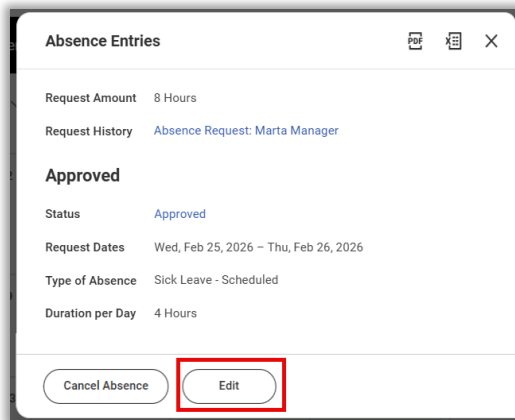 Absence Entries
PDF
Request Amount 8 Hours
Request History Absence Request: Marta Manager
Approved
Status Approved
Request Dates Wed, Feb 25, 2026 – Thu, Feb 26, 2026
Type of Absence Sick Leave - Scheduled
Duration per Day 4 Hours
Cancel Absence Edit